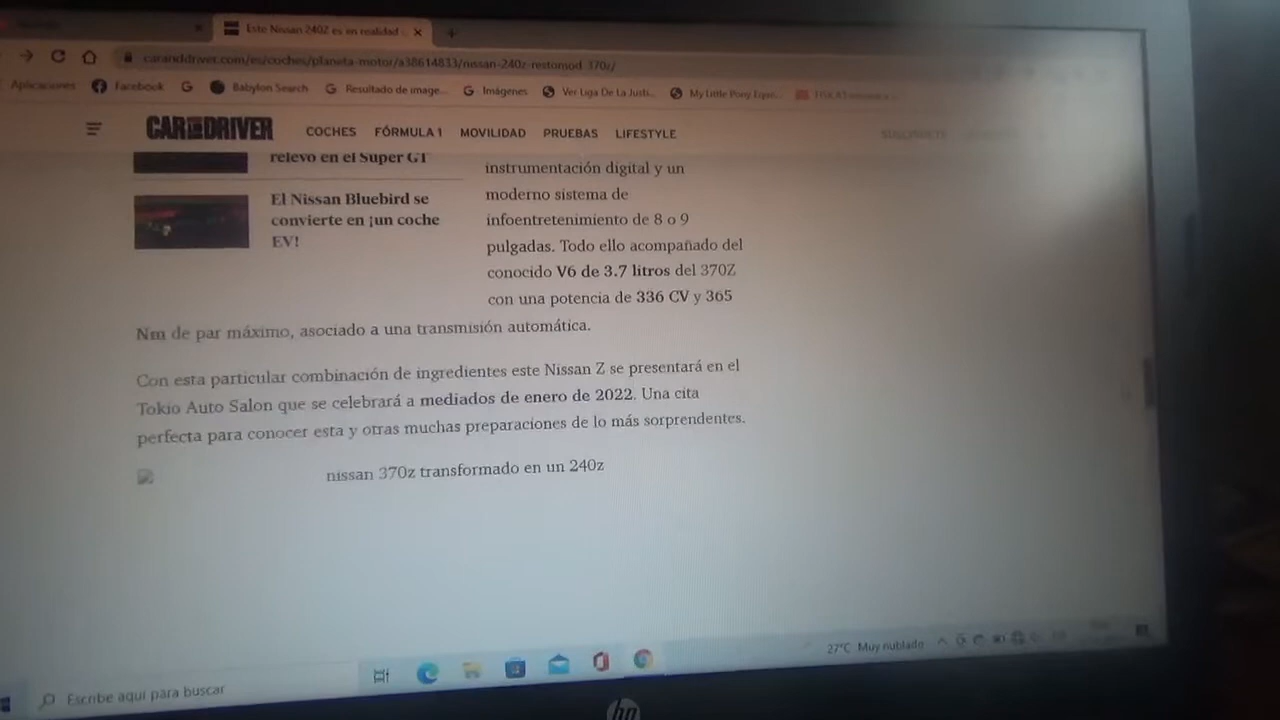 Este Nissan 240Z es en realidad
caranddriver.com/es/coches/planeta-motor/a38614833/nissan-240z-restomod-370z/
Aplicaciones Facebook Babylon Search Resultado de image... Imágenes Ver Liga De La Justi... My Little Pony Eque...
CAR AND DRIVER COCHES FÓRMULA 1 MOVILIDAD PRUEBAS LIFESTYLE
relevo en el Super GT
El Nissan Bluebird se
convierte en ¡un coche
EV!
instrumentación digital y un
moderno sistema de
infoentretenimiento de 8 o 9
pulgadas. Todo ello acompañado del
conocido V6 de 3.7 litros del 370Z
con una potencia de 336 CV y 365
Nm de par máximo, asociado a una transmisión automática.
Con esta particular combinación de ingredientes este Nissan Z se presentará en el
Tokio Auto Salon que se celebrará a mediados de enero de 2022. Una cita
perfecta para conocer esta y otras muchas preparaciones de lo más sorprendentes.
nissan 370z transformado en un 240z
27°C Muy nublado
Escribe aquí para buscar
hp